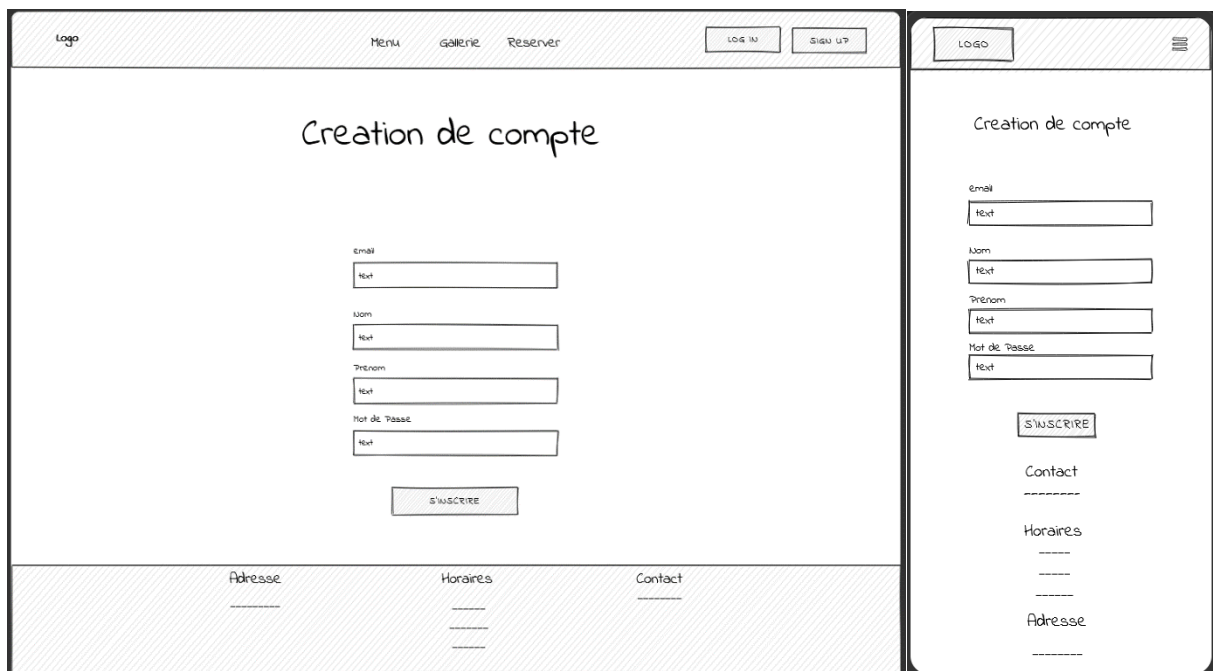 Logo
Menu Gallerie Reserver
LOG IN SIGN UP
Creation de compte
email
text
Nom
text
Prenom
text
Mot de Passe
text
S'INSCRIRE
Adresse Horaires Contact
LOGO
Creation de compte
email
text
Nom
text
Prenom
text
Mot de Passe
text
S'INSCRIRE
Contact
Horaires
Adresse